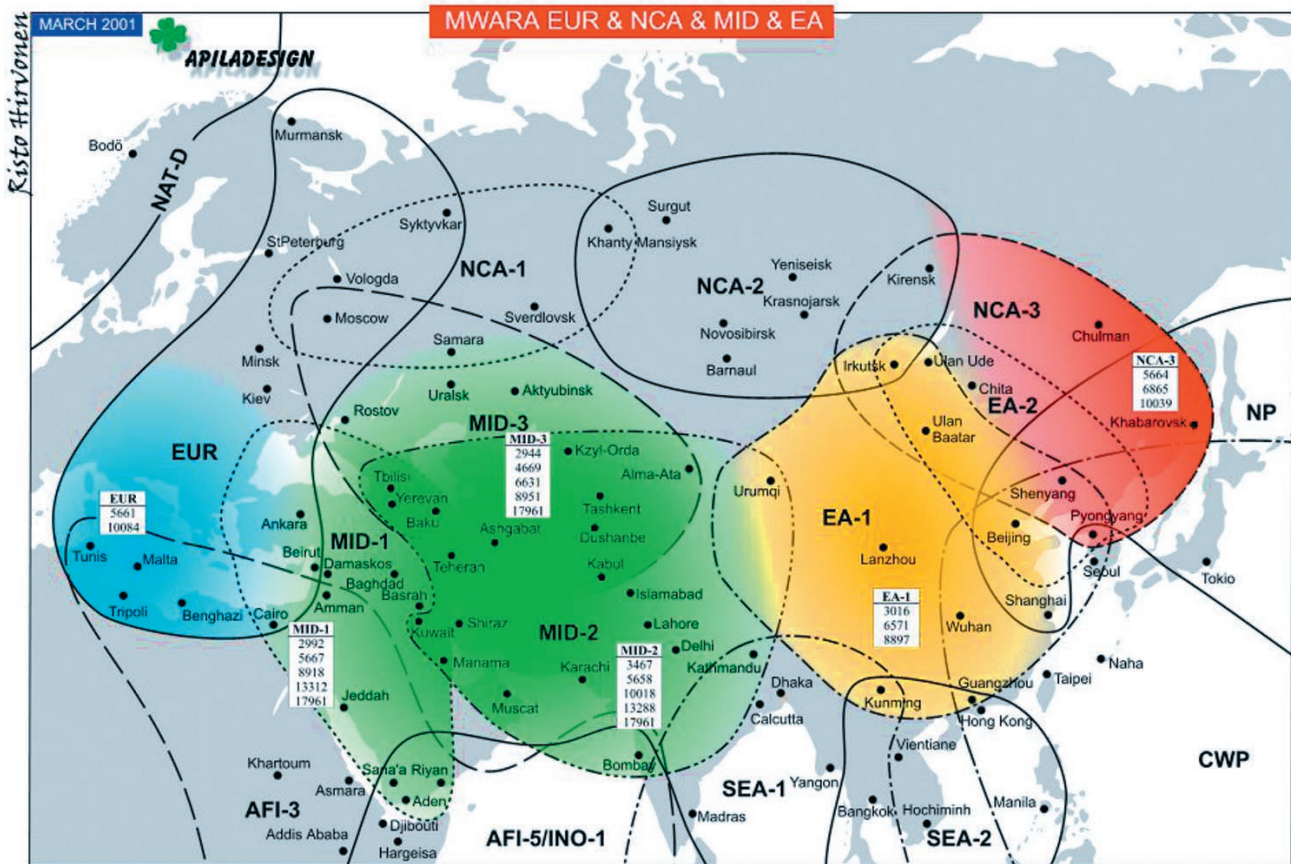 MARCH 2001
MWARA EUR & NCA & MID & EA
APILADESIGN
Risto Hirvonen
Murmansk
Bodö
NAT-D
Syktyvkar
Surgut
Khanty Mansiysk
StPeterburg
Vologda
NCA-1
Yeniseisk
NCA-2
Krasnojarsk
Kirensk
NCA-3
Moscow
Sverdlovsk
Novosibirsk
Chulman
Minsk
Samara
Barnaul
Irkutsk
Ulan Ude
Kiev
Uralsk
Aktyubinsk
Chita
EA-2
NCA-3
5664
6865
10039
Rostov
MID-3
Ulan
Baatar
Khabarovsk
NP
EUR
MID-3
2944
4669
6631
8951
17961
Kzyl-Orda
Alma-Ata
Tbilisi
Urumqi
Shenyang
EUR
5661
10084
Yerevan
Baku
Tashkent
EA-1
Pyongyang
Ankara
MID-1
Ashgabat
Dushanbe
Beijing
Tunis
Malta
Beirut
Damaskos
Teheran
Kabul
Lanzhou
Seoul
Tokio
Baghdad
Tripoli
Benghazi
Cairo
Amman
Basrah
Islamabad
EA-1
3016
6571
8897
Shanghai
Wuhan
MID-1
2992
5667
8918
13312
17961
Kuwait
Shiraz
MID-2
Lahore
MID-2
3467
5658
10018
13288
17961
Delhi
Kathmandu
Manama
Karachi
Naha
Taipei
Jeddah
Muscat
Dhaka
Calcutta
Kunming
Guangzhou
Hong Kong
Bombay
Vientiane
CWP
Khartoum
Asmara
Sana'a
Riyan
Aden
SEA-1
Yangon
AFI-3
Djibouti
Madras
Bangkok
Hochiminh
Manila
Addis Ababa
Hargeisa
AFI-5/INO-1
SEA-2